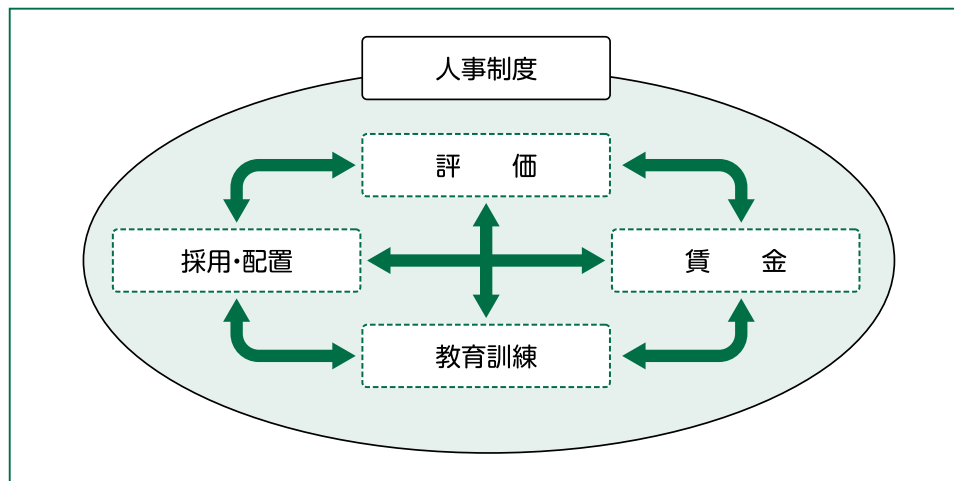 人事制度
評　　価
採用・配置
賃　　金
教育訓練